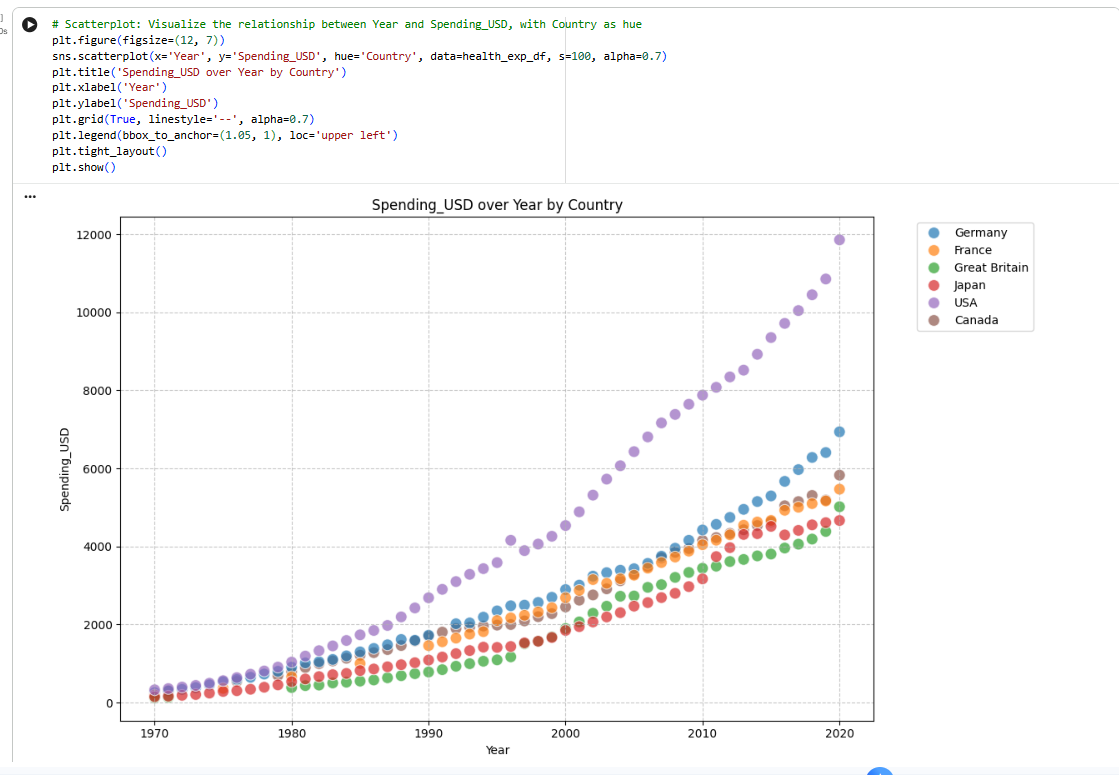 ]
0s
# Scatterplot: Visualize the relationship between Year and Spending_USD, with Country as hue
plt.figure(figsize=(12, 7))
sns.scatterplot(x='Year', y='Spending_USD', hue='Country', data=health_exp_df, s=100, alpha=0.7)
plt.title('Spending_USD over Year by Country')
plt.xlabel('Year')
plt.ylabel('Spending_USD')
plt.grid(True, linestyle='--', alpha=0.7)
plt.legend(bbox_to_anchor=(1.05, 1), loc='upper left')
plt.tight_layout()
plt.show()
Spending_USD over Year by Country
12000
10000
8000
6000
4000
2000
0
Spending_USD
1970 1980 1990 2000 2010 2020
Year
Germany
France
Great Britain
Japan
USA
Canada